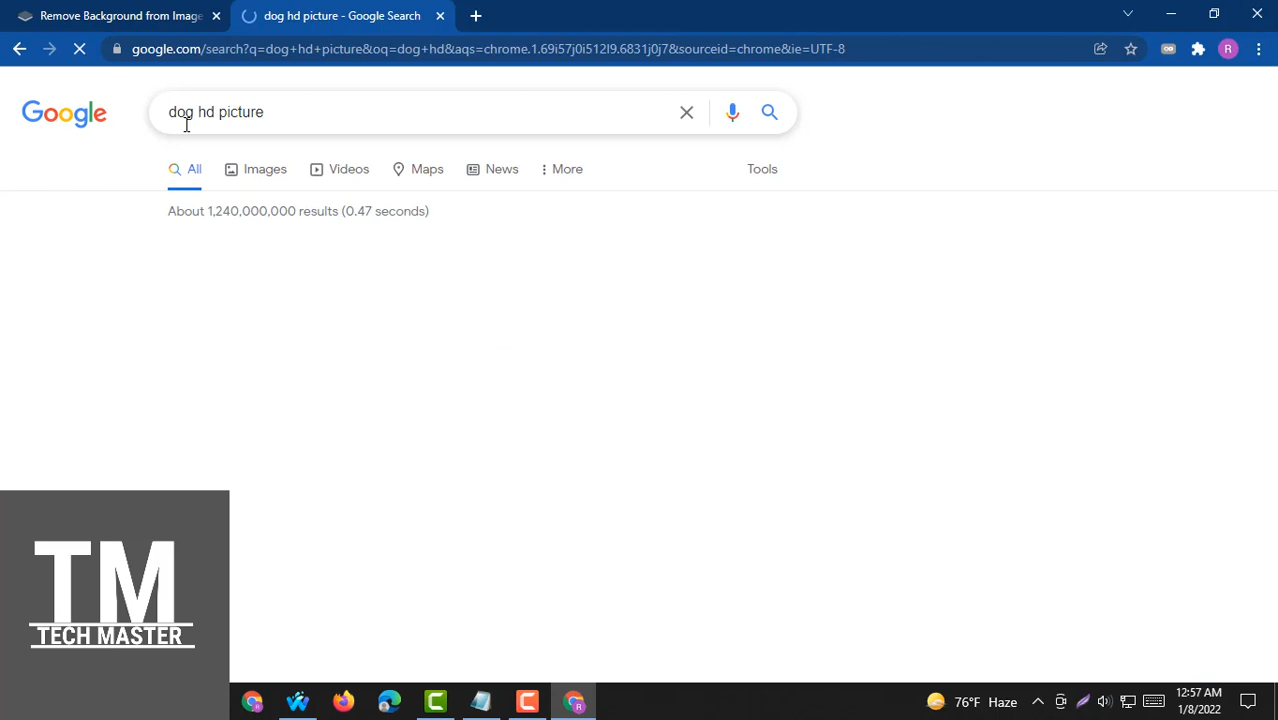 Remove Background from Image
dog hd picture - Google Search
google.com/search?q=dog+hd+picture&oq=dog+hd&aqs=chrome.1.69i57j0i512l9.6831j0j7&sourceid=chrome&ie=UTF-8
R
Google
dog hd picture
All
Images
Videos
Maps
News
More
Tools
About 1,240,000,000 results (0.47 seconds)
TM
TECH MASTER
76°F Haze
12:57 AM
1/8/2022